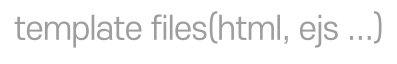 template files(html, ejs ...)